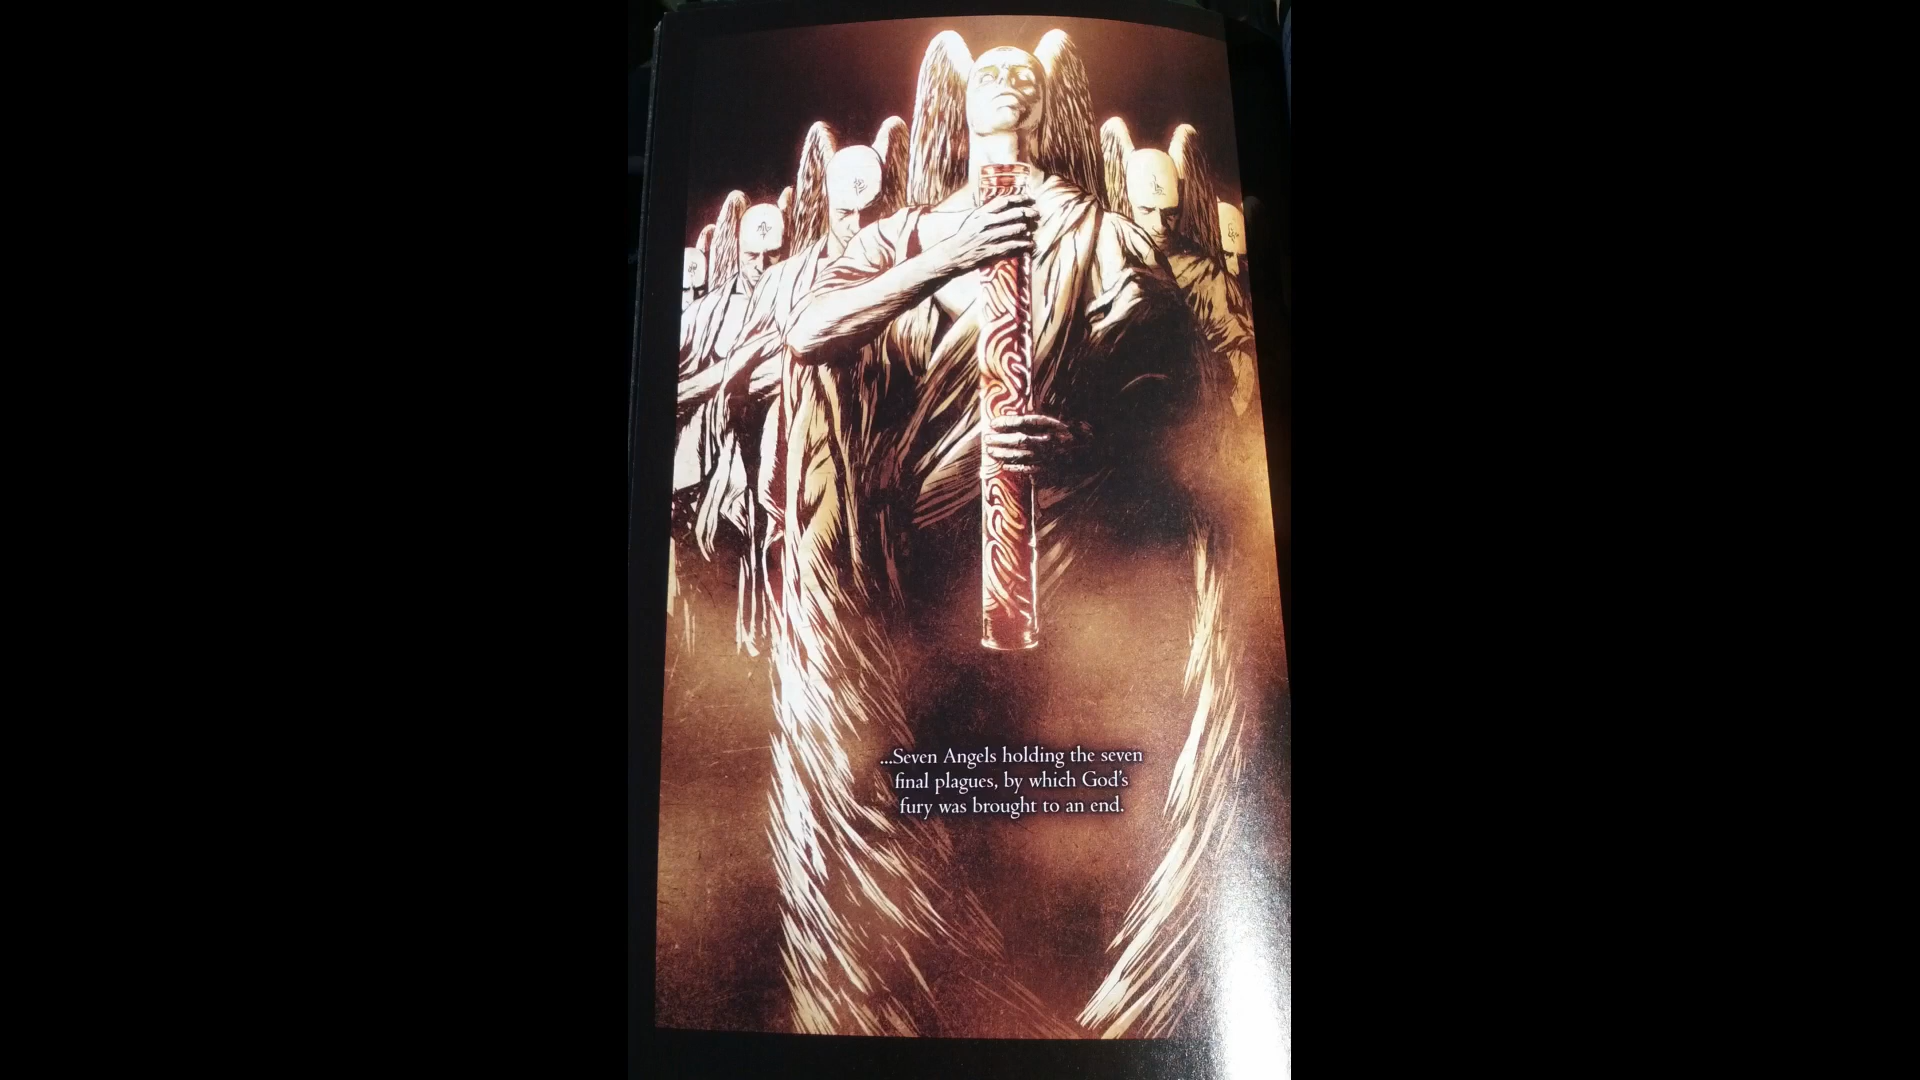 ...Seven Angels holding the seven
final plagues, by which God's
fury was brought to an end.